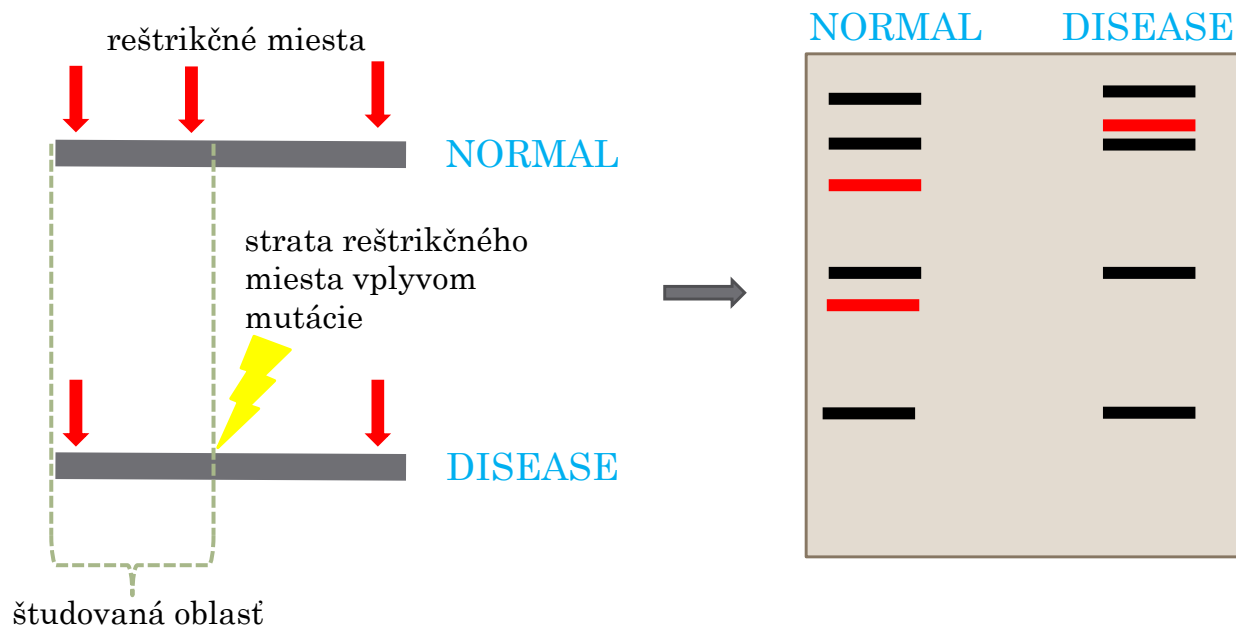 reštrikčné miesta
NORMAL
strata reštrikčného
miesta vplyvom
mutácie
DISEASE
študovaná oblasť
NORMAL
DISEASE